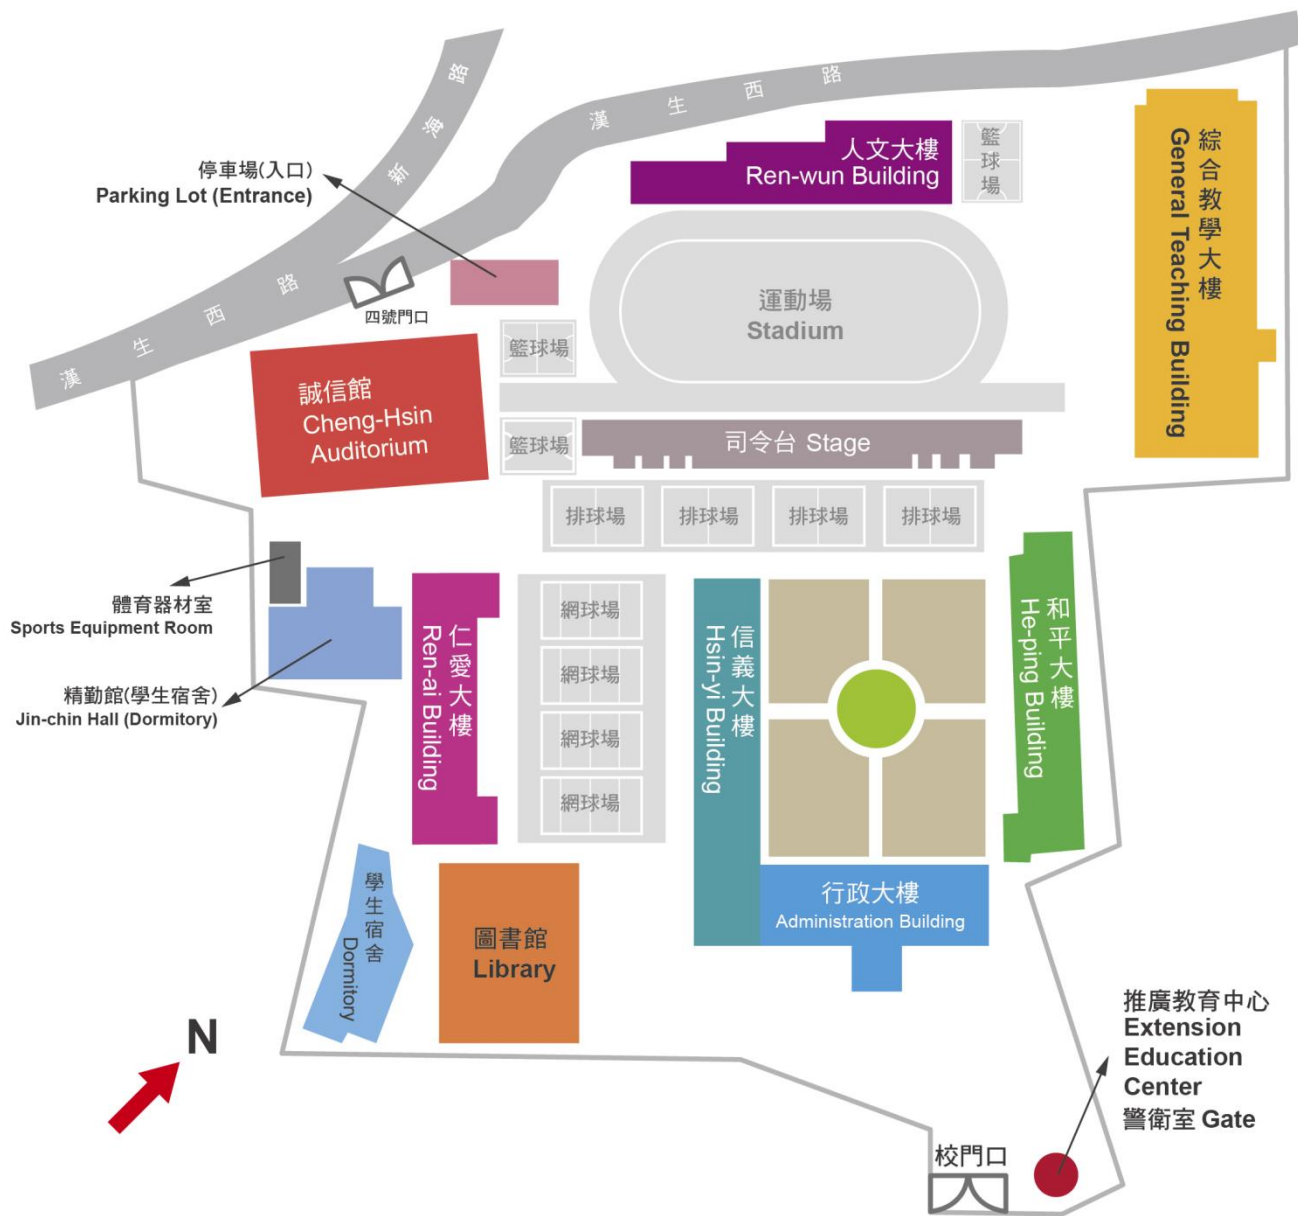 新海路
漢生西路
人文大樓
Ren-wun Building
籃球場
綜合教學大樓
General Teaching Building
停車場(入口)
Parking Lot (Entrance)
漢生西路
四號門口
運動場
Stadium
籃球場
誠信館
Cheng-Hsin
Auditorium
籃球場
司令台 Stage
排球場
排球場
排球場
排球場
體育器材室
Sports Equipment Room
精勤館(學生宿舍)
Jin-chin Hall (Dormitory)
仁愛大樓
Ren-ai Building
網球場
網球場
網球場
網球場
信義大樓
Hsin-yi Building
和平大樓
He-ping Building
學生宿舍
Dormitory
圖書館
Library
行政大樓
Administration Building
N
推廣教育中心
Extension
Education
Center
警衛室 Gate
校門口